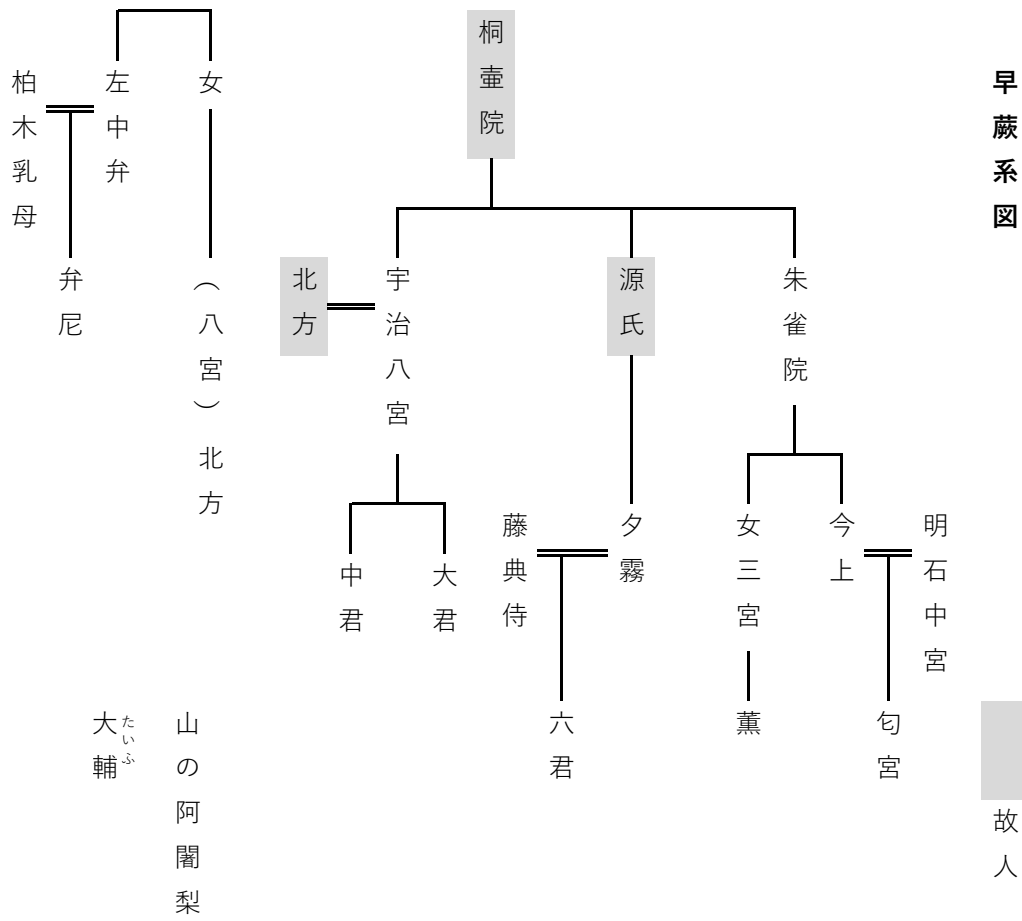 早蕨系図
故人
桐壷院
朱雀院
源氏
宇治八宮
北方
明石中宮
今上
女三宮
夕霧
藤典侍
大君
中君
匂宮
薫
六君
女
左中弁
柏木乳母
（八宮）北方
弁尼
山の阿闍梨
大輔
たいふ